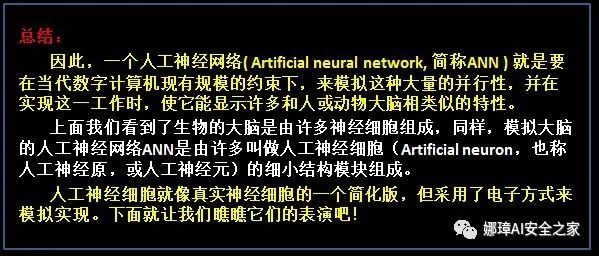 总结：
因此，一个人工神经网络( Artificial neural network, 简称ANN ) 就是要
在当代数字计算机现有规模的约束下，来模拟这种大量的并行性，并在
实现这一工作时，使它能显示许多和人或动物大脑相类似的特性。
上面我们看到了生物的大脑是由许多神经细胞组成，同样，模拟大脑
的人工神经网络ANN是由许多叫做人工神经细胞（Artificial neuron，也称
人工神经原，或人工神经元）的细小结构模块组成。
人工神经细胞就像真实神经细胞的一个简化版，但采用了电子方式来
模拟实现。下面就让我们瞧瞧它们的表演吧！
娜璋AI安全之家